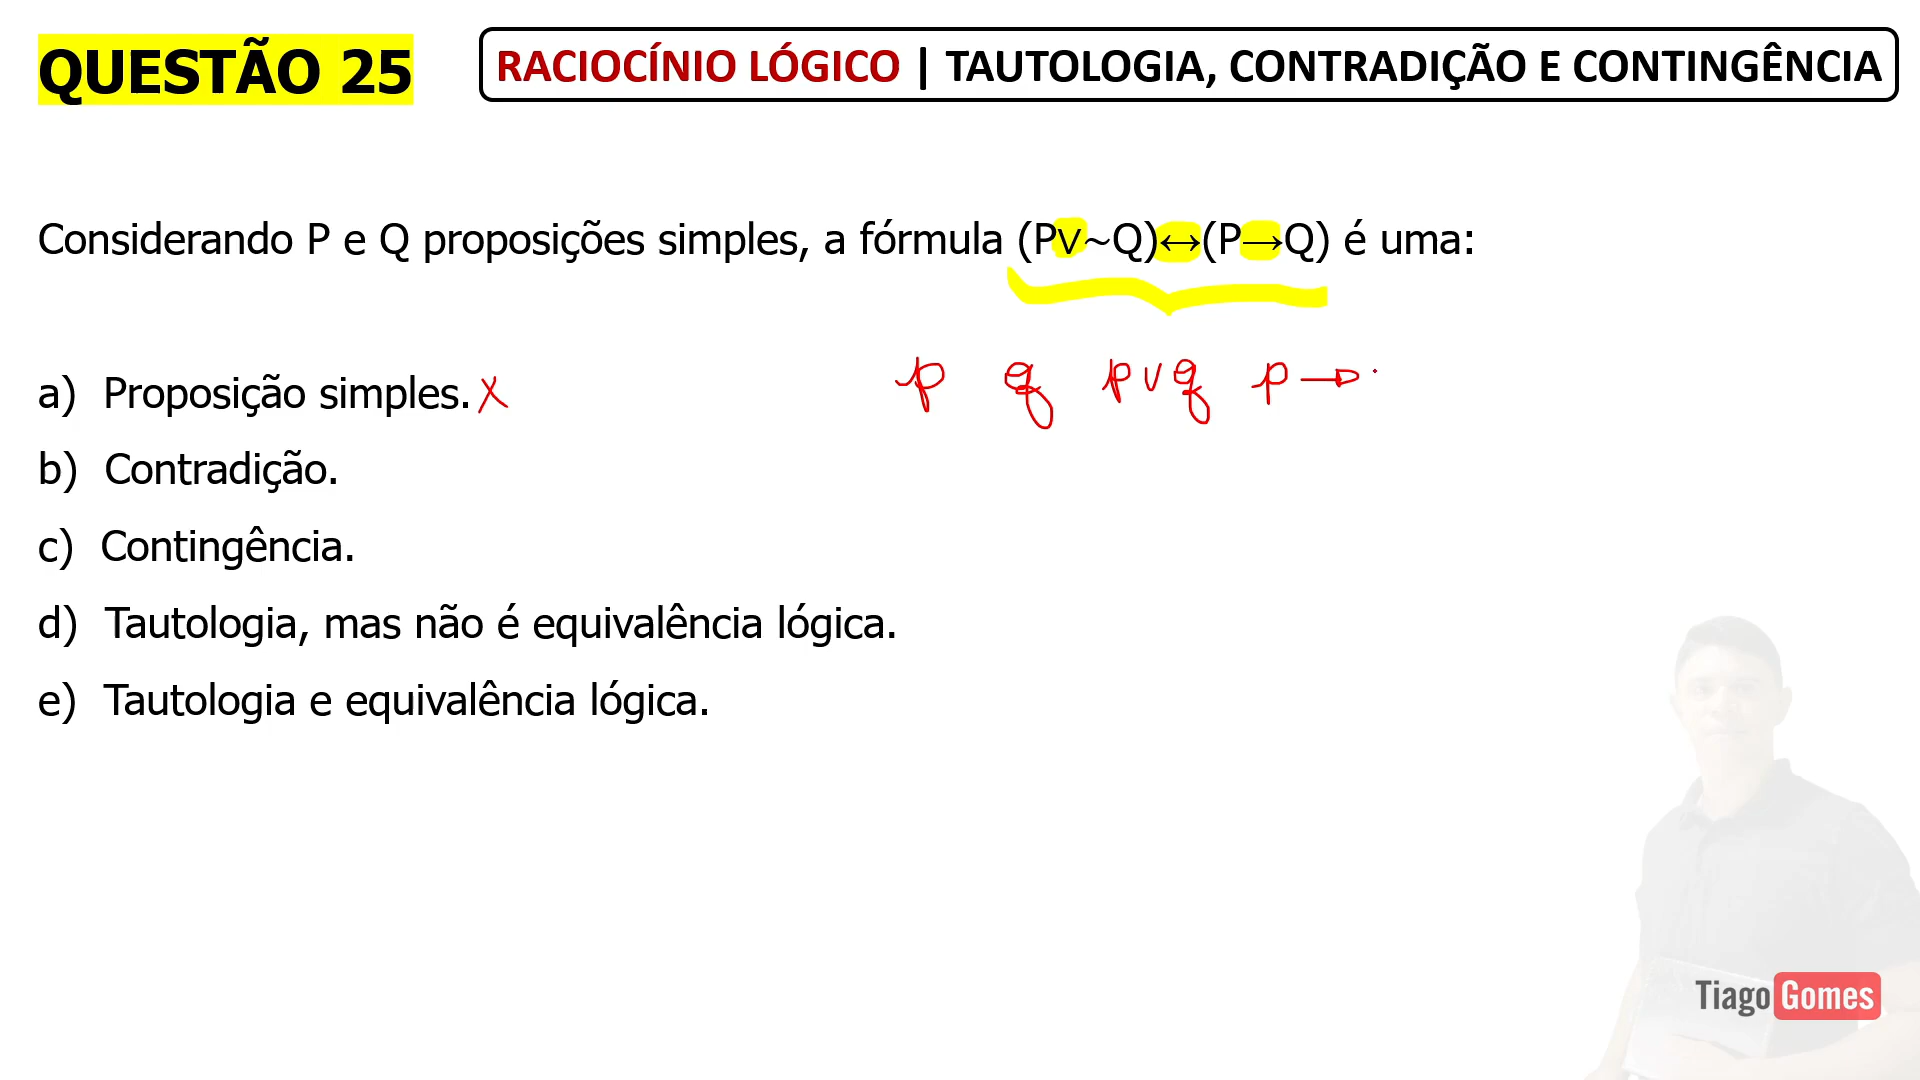 QUESTÃO 25
RACIOCÍNIO LÓGICO | TAUTOLOGIA, CONTRADIÇÃO E CONTINGÊNCIA
Considerando P e Q proposições simples, a fórmula (P∨~Q)↔(P→Q) é uma:
p q p∨q p→
a) Proposição simples. X
b) Contradição.
c) Contingência.
d) Tautologia, mas não é equivalência lógica.
e) Tautologia e equivalência lógica.
Tiago Gomes